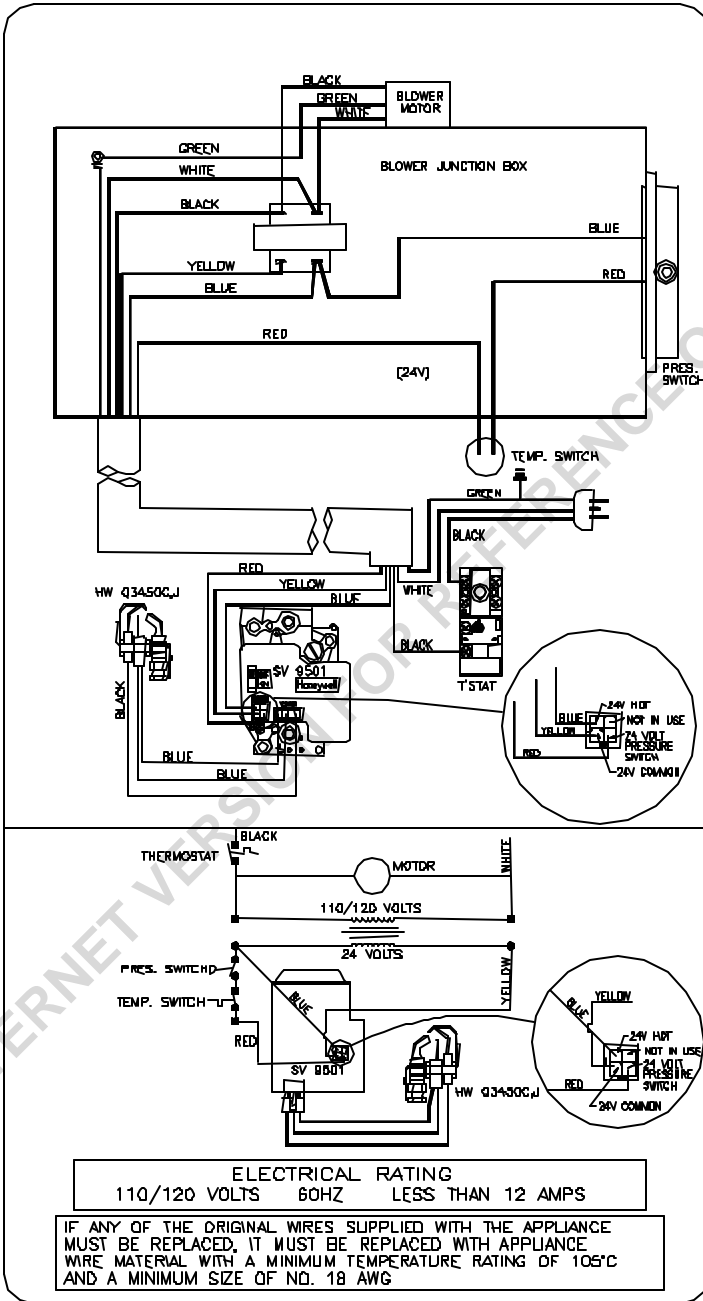 BLACK
GREEN
WHITE
BLOWER
MOTOR
GREEN
WHITE
BLOWER JUNCTION BOX
BLACK
BLUE
YELLOW
RED
BLUE
RED
[24V]
PRES.
SWITCH
TEMP. SWITCH
GREEN
BLACK
RED
YELLOW
WHITE
BLUE
HW Q3450C,J
BLACK
BLACK
SV 9501
Honeywell
T'STAT
BLUE
BLUE
24V HOT
BLUE
NOT IN USE
YELLOW
24 VOLT
PRESSURE
SWITCH
RED
24V COMMON
BLACK
THERMOSTAT
MOTOR
WHITE
110/120 VOLTS
24 VOLTS
PRES. SWITCH
TEMP. SWITCH
BLUE
YELLOW
RED
SV 9501
HW Q3450C,J
YELLOW
BLUE
24V HOT
NOT IN USE
24 VOLT
PRESSURE
SWITCH
RED
24V COMMON
ELECTRICAL RATING
110/120 VOLTS 60HZ LESS THAN 12 AMPS
IF ANY OF THE ORIGINAL WIRES SUPPLIED WITH THE APPLIANCE
MUST BE REPLACED, IT MUST BE REPLACED WITH APPLIANCE
WIRE MATERIAL WITH A MINIMUM TEMPERATURE RATING OF 105°C
AND A MINIMUM SIZE OF NO. 18 AWG
VERSION FOR REFERENCE